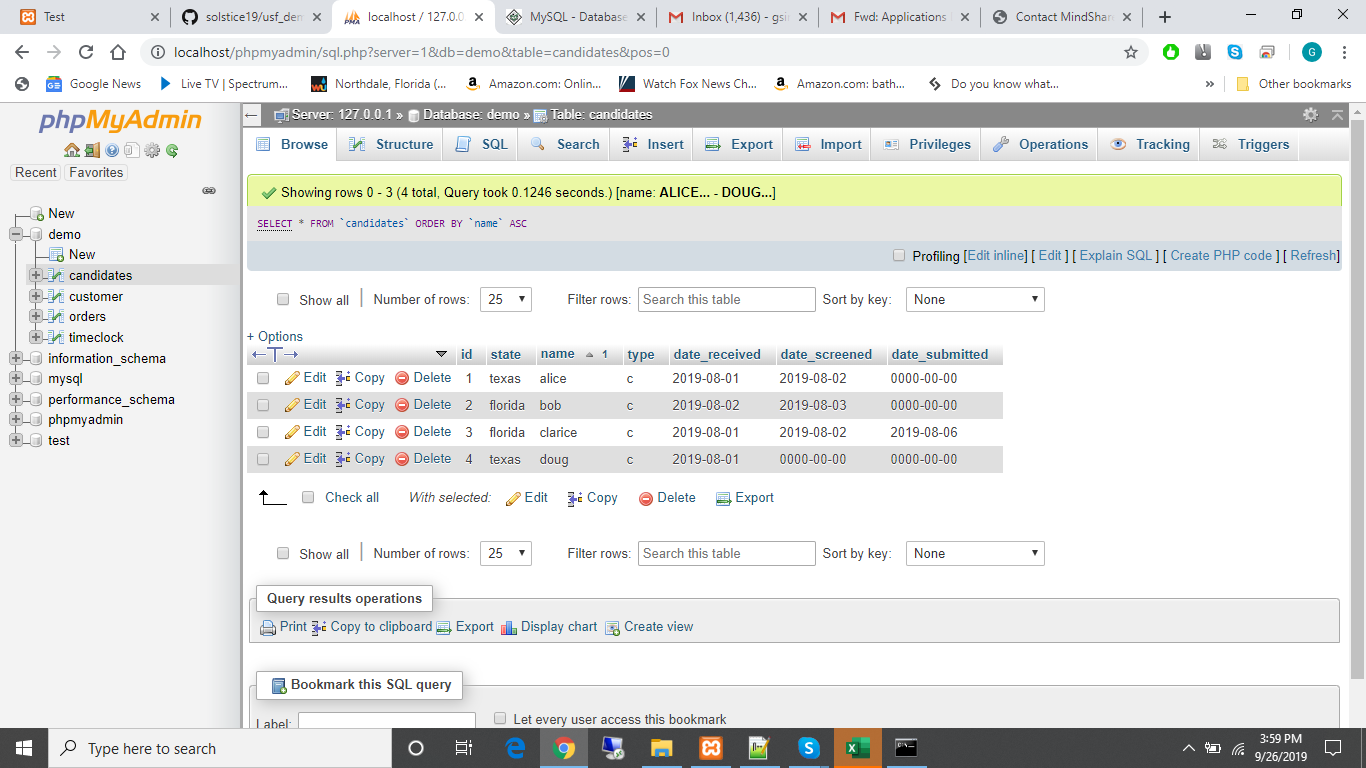 Test
solstice19/usf_dem
localhost / 127.0.0
MySQL - Database
Inbox (1,436) - gsi
Fwd: Applications
Contact MindShar
localhost/phpmyadmin/sql.php?server=1&db=demo&table=candidates&pos=0
G
Google News
Live TV | Spectrum...
Northdale, Florida (...
Amazon.com: Onlin...
Watch Fox News Ch...
Amazon.com: bath...
Do you know what...
»
Other bookmarks
phpMyAdmin
Recent
Favorites
New
demo
New
candidates
customer
orders
timeclock
information_schema
mysql
performance_schema
phpmyadmin
test
Server: 127.0.0.1 » Database: demo » Table: candidates
Browse
Structure
SQL
Search
Insert
Export
Import
Privileges
Operations
Tracking
Triggers
Showing rows 0 - 3 (4 total, Query took 0.1246 seconds.) [name: ALICE... - DOUG...]
SELECT * FROM `candidates` ORDER BY `name` ASC
Profiling [Edit inline] [ Edit ] [ Explain SQL ] [ Create PHP code ] [ Refresh]
Show all | Number of rows: 25 Filter rows: Search this table Sort by key: None
+ Options
id state name 1 type date_received date_screened date_submitted
Edit Copy Delete 1 texas alice c 2019-08-01 2019-08-02 0000-00-00
Edit Copy Delete 2 florida bob c 2019-08-02 2019-08-03 0000-00-00
Edit Copy Delete 3 florida clarice c 2019-08-01 2019-08-02 2019-08-06
Edit Copy Delete 4 texas doug c 2019-08-01 0000-00-00 0000-00-00
Check all With selected: Edit Copy Delete Export
Show all | Number of rows: 25 Filter rows: Search this table Sort by key: None
Query results operations
Print Copy to clipboard Export Display chart Create view
Bookmark this SQL query
Label: Let every user access this bookmark
Type here to search
3:59 PM
9/26/2019